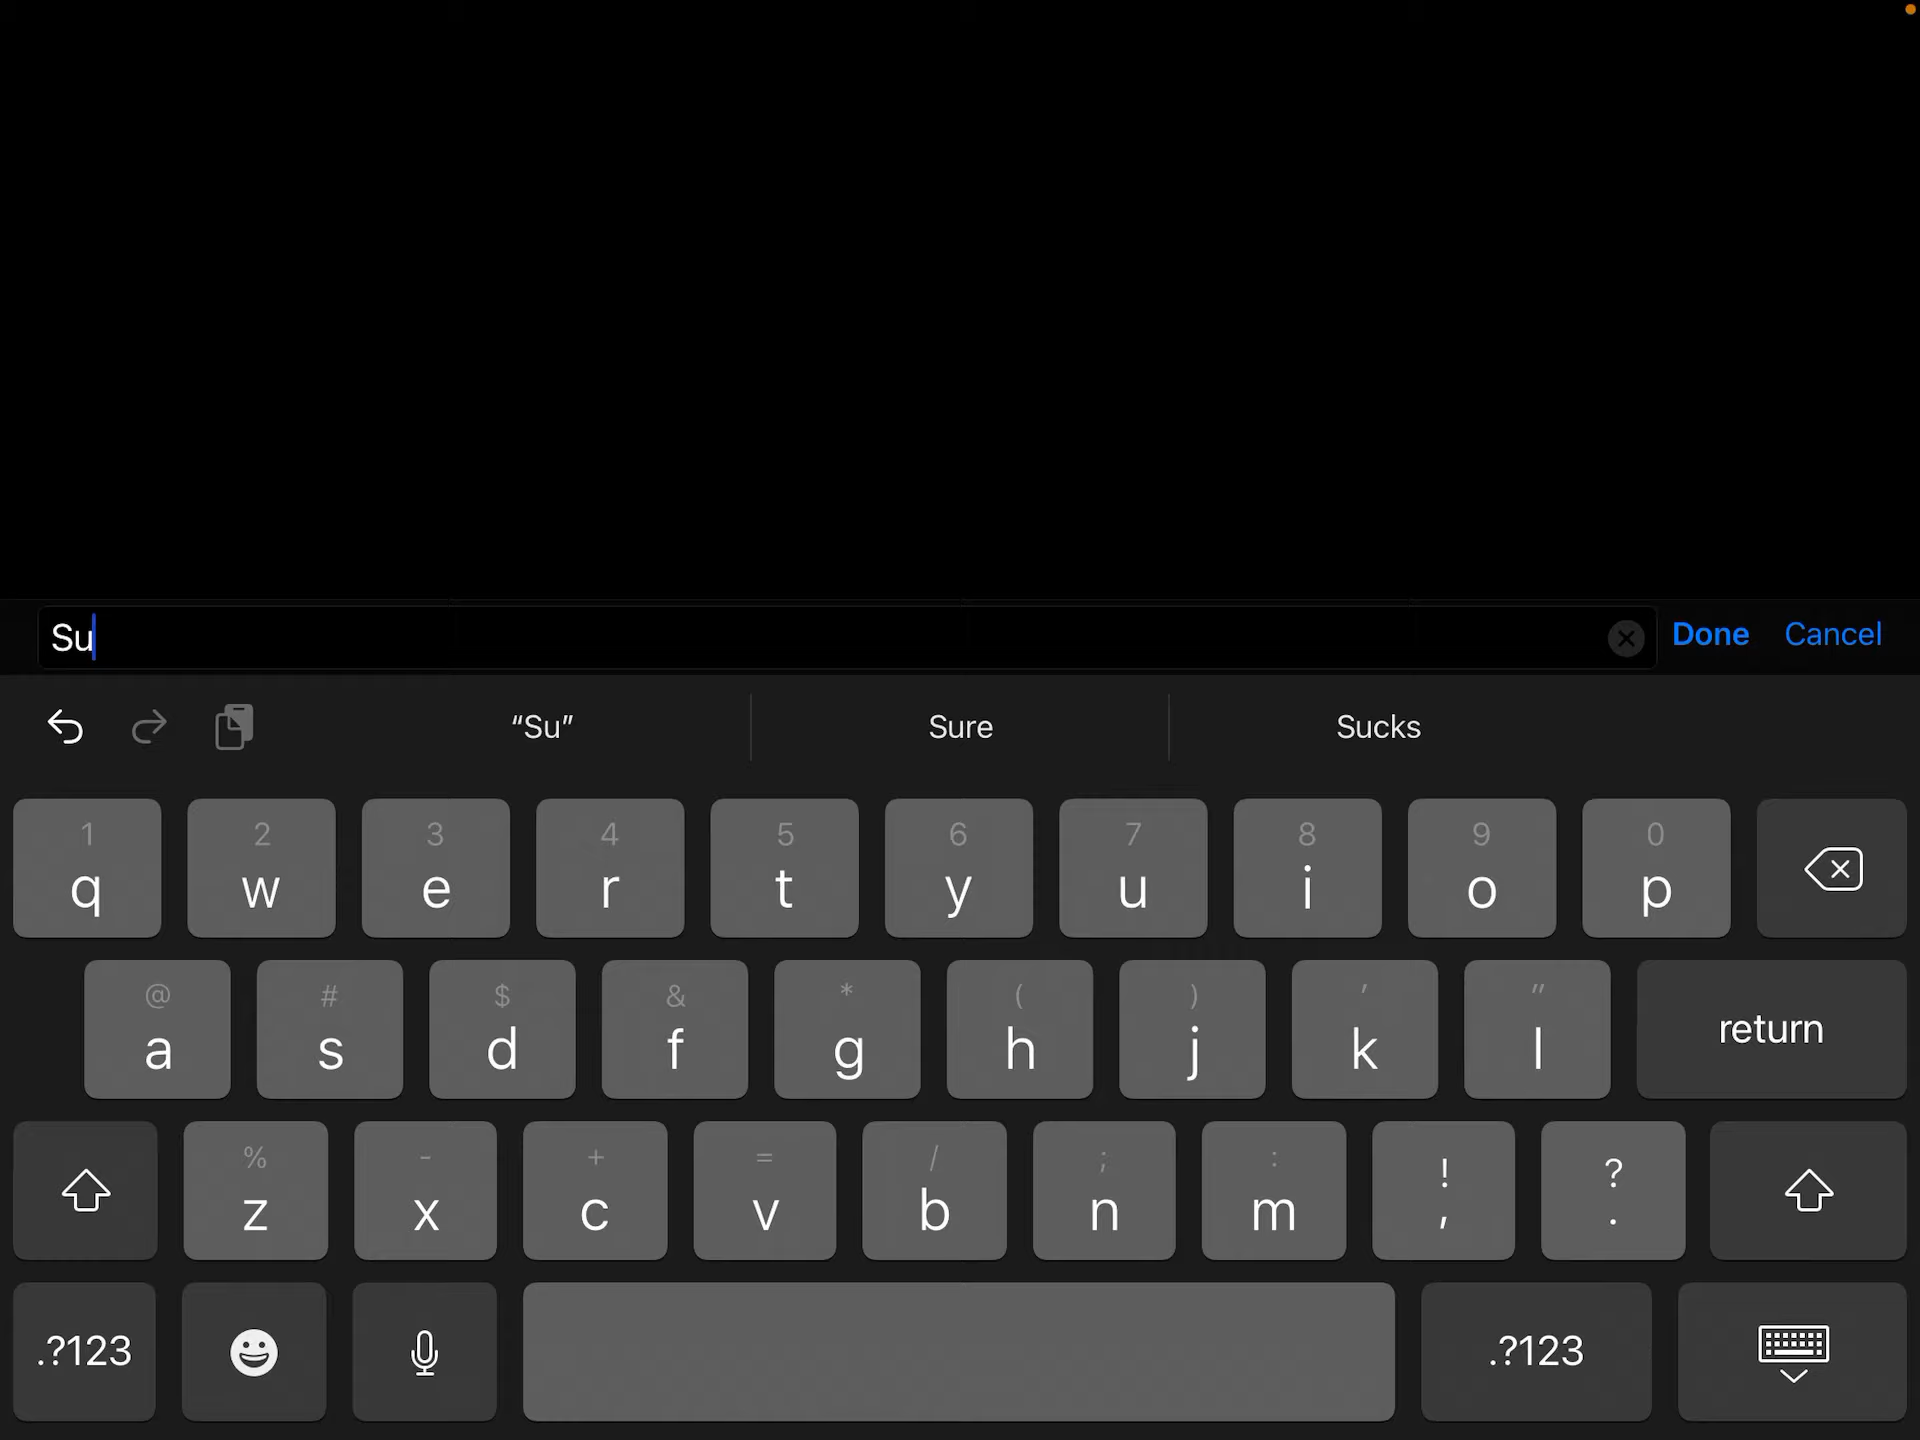 Su
Done Cancel
“Su” Sure Sucks
1 2 3 4 5 6 7 8 9 0
q w e r t y u i o p
@ # $ & * ( ) ' "
a s d f g h j k l return
% - + = / ; : ! ?
z x c v b n m , .
.?123 .?123